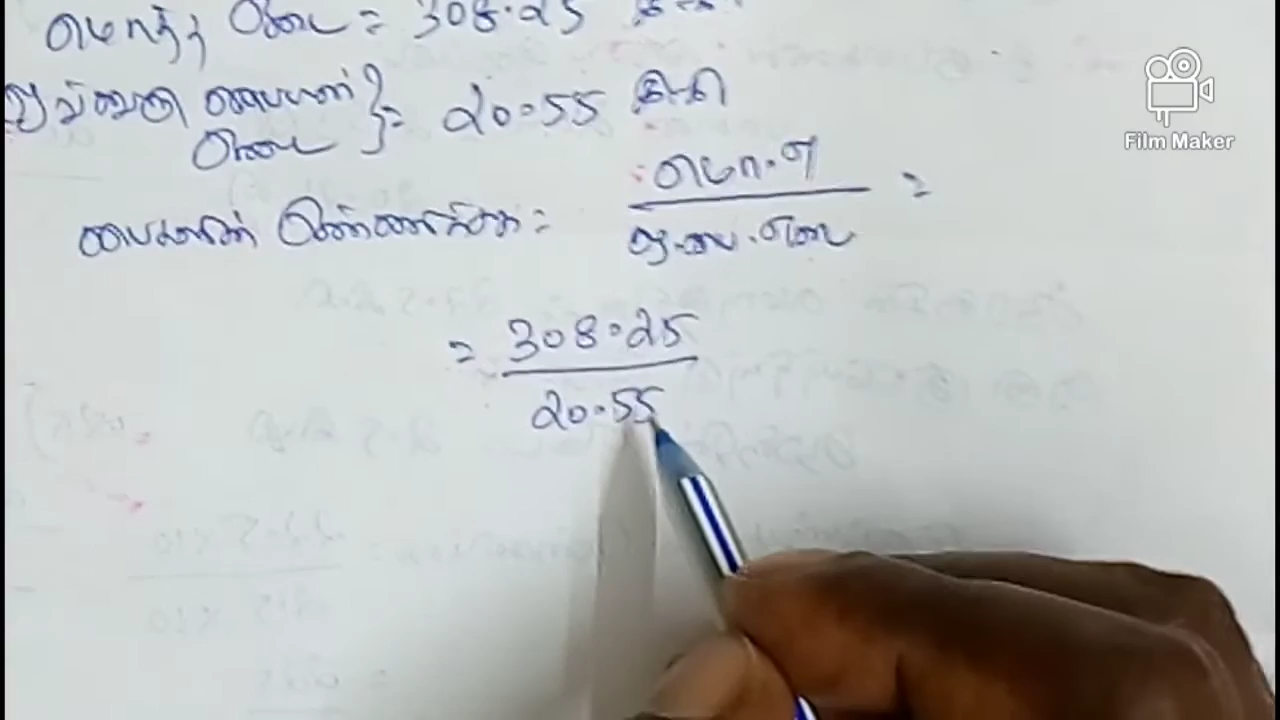 மொத்த எடை = 308.25 கி.கி
ஒவ்வொரு பையின்
எடை } = 20.55 கி.கி
பைகளின் எண்ணிக்கை = மொ.எ / ஒ.பை.எடை =
= 308.25 / 20.55
Film Maker